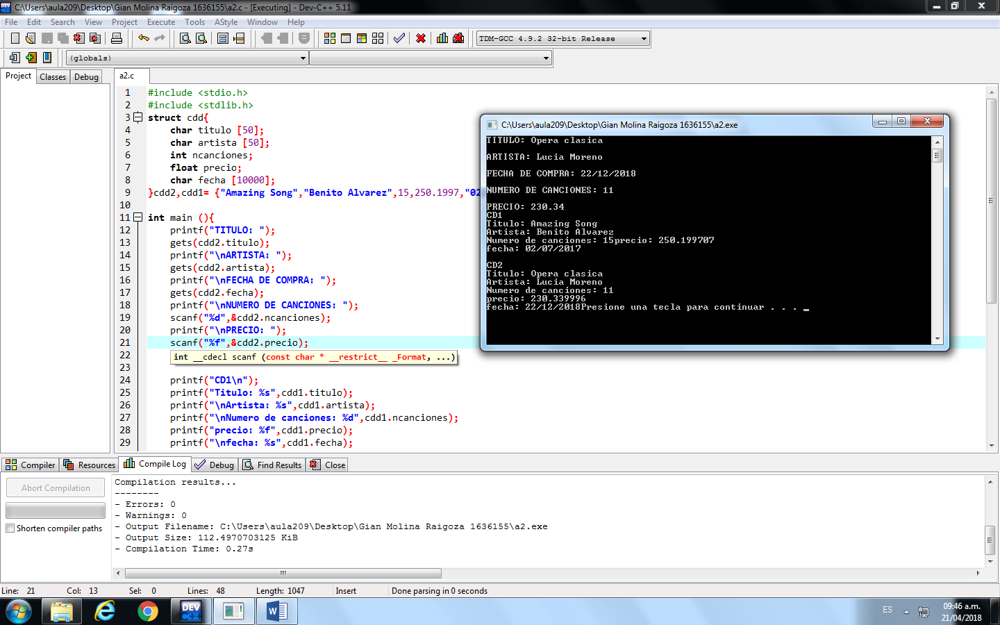 C:\Users\aula209\Desktop\Gian Molina Raigoza 1636155\a2.c - [Executing] - Dev-C++ 5.11
File Edit Search View Project Execute Tools AStyle Window Help
TDM-GCC 4.9.2 32-bit Release
(globals)
Project Classes Debug
a2.c
1 #include <stdio.h>
2 #include <stdlib.h>
3 struct cdd{
4 char titulo [50];
5 char artista [50];
6 int ncanciones;
7 float precio;
8 char fecha [10000];
9 }cdd2,cdd1= {"Amazing Song","Benito Alvarez",15,250.1997,"02
10
11 int main (){
12 printf("TITULO: ");
13 gets(cdd2.titulo);
14 printf("\nARTISTA: ");
15 gets(cdd2.artista);
16 printf("\nFECHA DE COMPRA: ");
17 gets(cdd2.fecha);
18 printf("\nNUMERO DE CANCIONES: ");
19 scanf("%d",&cdd2.ncanciones);
20 printf("\nPRECIO: ");
21 scanf("%f",&cdd2.precio);
22 int __cdecl scanf (const char * __restrict__ _Format, ...)
23
24 printf("CD1\n");
25 printf("Titulo: %s",cdd1.titulo);
26 printf("\nArtista: %s",cdd1.artista);
27 printf("\nNumero de canciones: %d",cdd1.ncanciones);
28 printf("precio: %f",cdd1.precio);
29 printf("\nfecha: %s",cdd1.fecha);
C:\Users\aula209\Desktop\Gian Molina Raigoza 1636155\a2.exe
TITULO: Opera clasica
ARTISTA: Lucia Moreno
FECHA DE COMPRA: 22/12/2018
NUMERO DE CANCIONES: 11
PRECIO: 230.34
CD1
Titulo: Amazing Song
Artista: Benito Alvarez
Numero de canciones: 15precio: 250.199707
fecha: 02/07/2017
CD2
Titulo: Opera clasica
Artista: Lucia Moreno
Numero de canciones: 11
precio: 230.339996
fecha: 22/12/2018Presione una tecla para continuar . . . _
Compiler Resources Compile Log Debug Find Results Close
Abort Compilation
Shorten compiler paths
Compilation results...
--------
- Errors: 0
- Warnings: 0
- Output Filename: C:\Users\aula209\Desktop\Gian Molina Raigoza 1636155\a2.exe
- Output Size: 112.4970703125 KiB
- Compilation Time: 0.27s
Line: 21 Col: 13 Sel: 0 Lines: 48 Length: 1047 Insert Done parsing in 0 seconds
DEV C++
W
ES
09:46 a.m.
21/04/2018